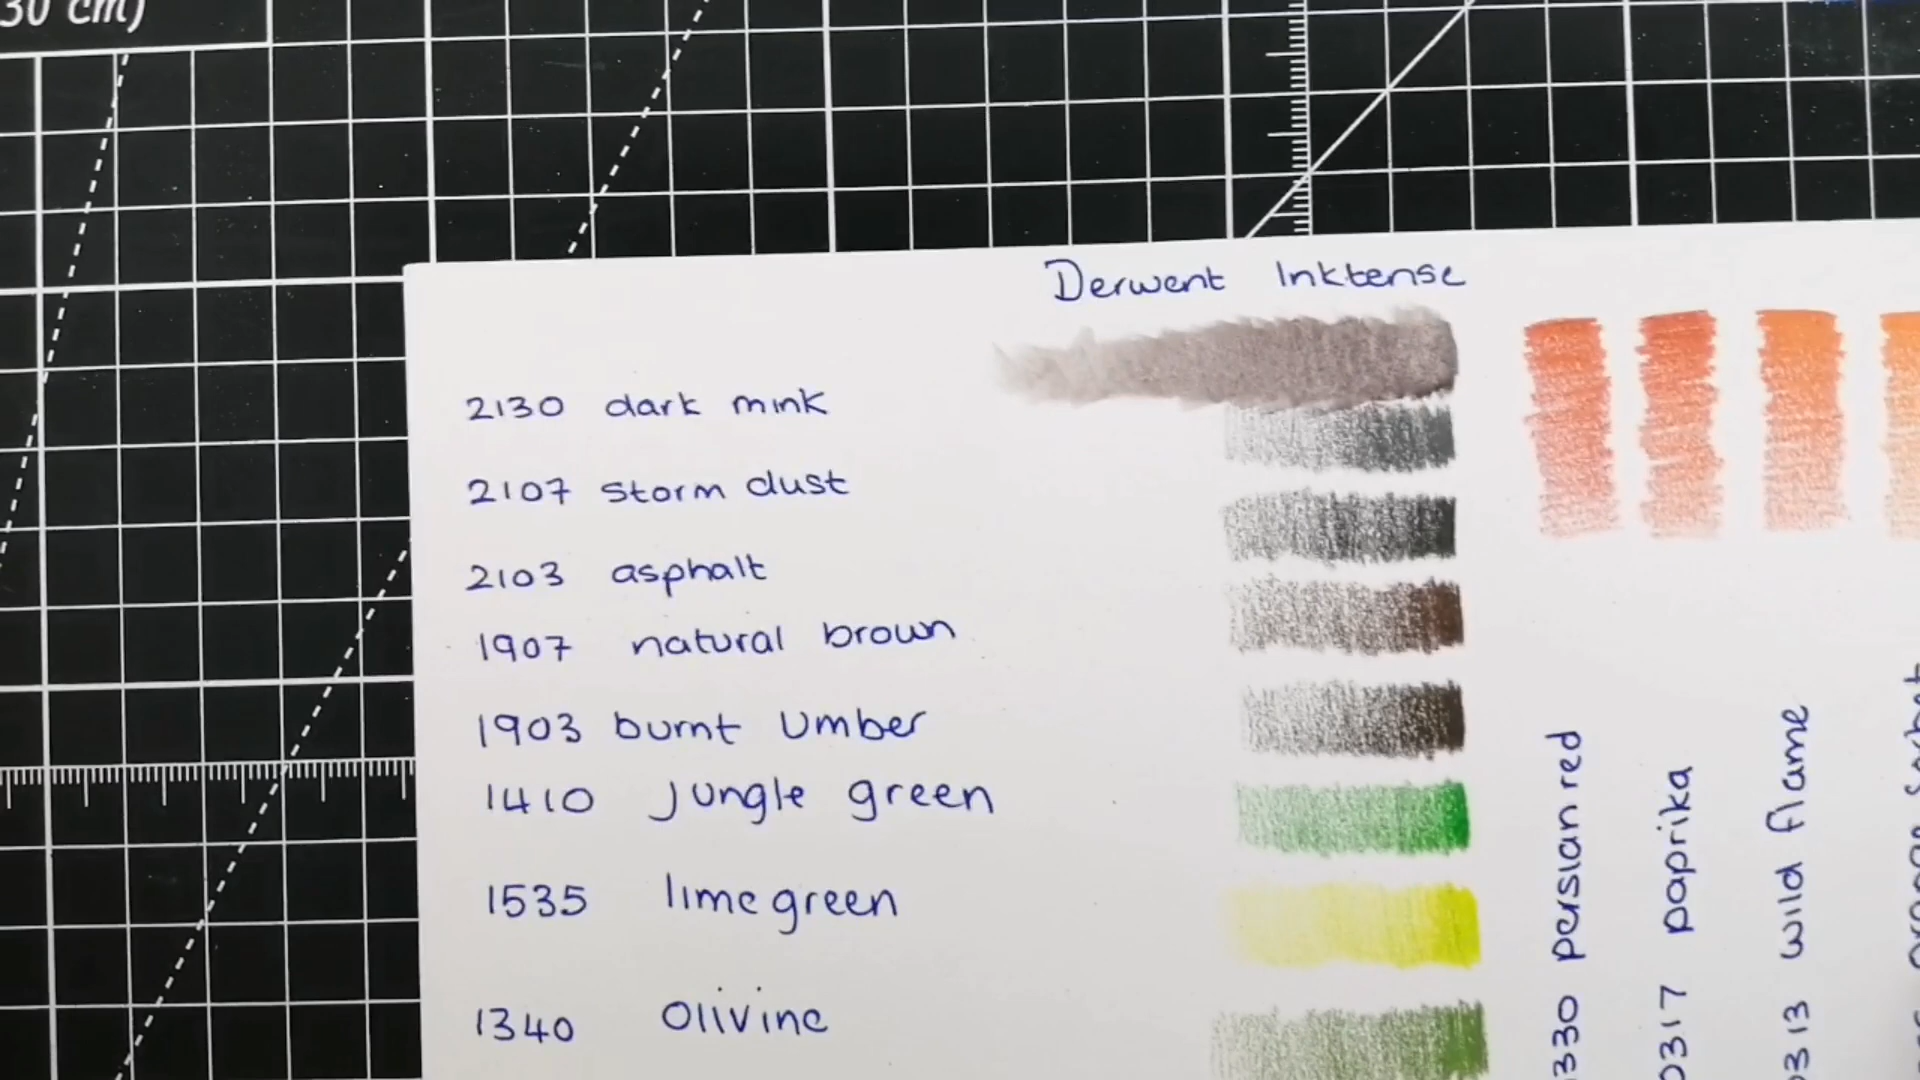 30 cm)
Derwent Inktense
2130 dark mink
2107 storm dust
2103 asphalt
1907 natural brown
1903 burnt umber
1410 Jungle green
1535 lime green
1340 Olivine
persian red
0317 paprika
0313 wild flame